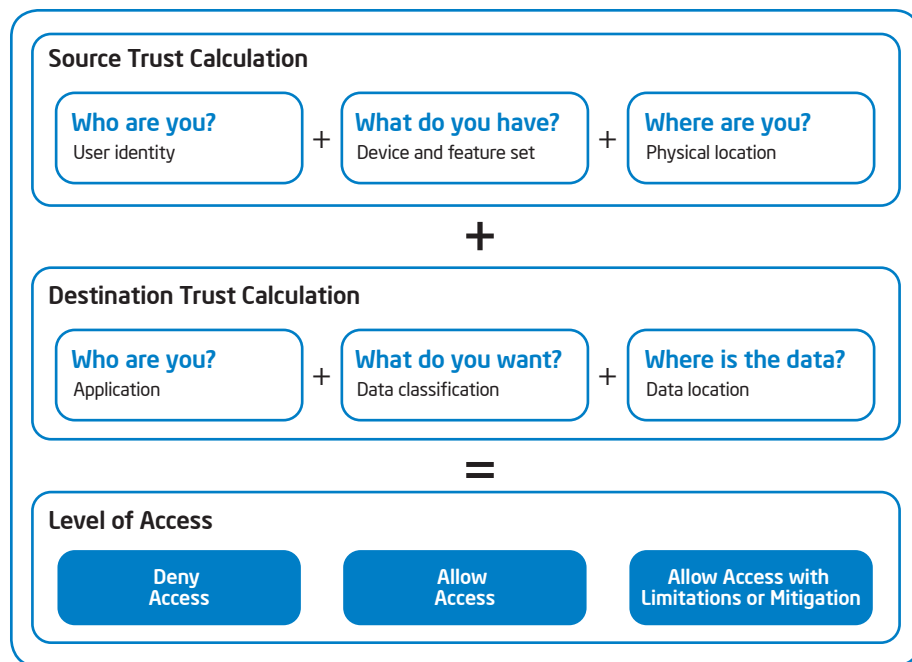 Source Trust Calculation
Who are you?
User identity
+
What do you have?
Device and feature set
+
Where are you?
Physical location
+
Destination Trust Calculation
Who are you?
Application
+
What do you want?
Data classification
+
Where is the data?
Data location
=
Level of Access
Deny
Access
Allow
Access
Allow Access with
Limitations or Mitigation